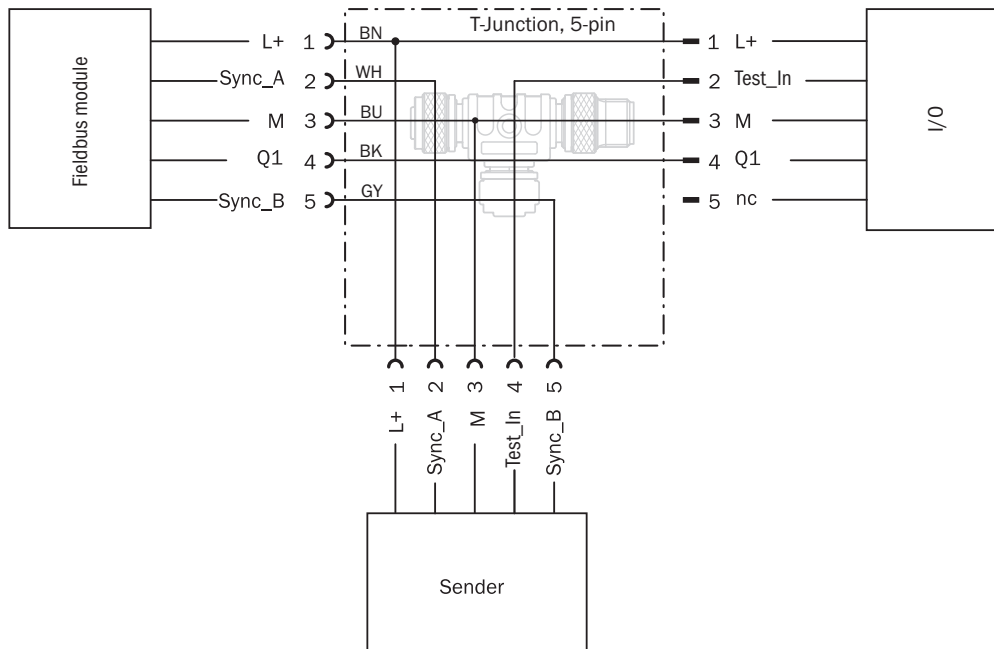 T-Junction, 5-pin
L+ 1 BN 1 L+
Sync_A 2 WH 2 Test_In
M 3 BU 3 M
Q1 4 BK 4 Q1
Sync_B 5 GY 5 nc
Fieldbus module
I/0
1 2 3 4 5
L+ Sync_A M Test_In Sync_B
Sender